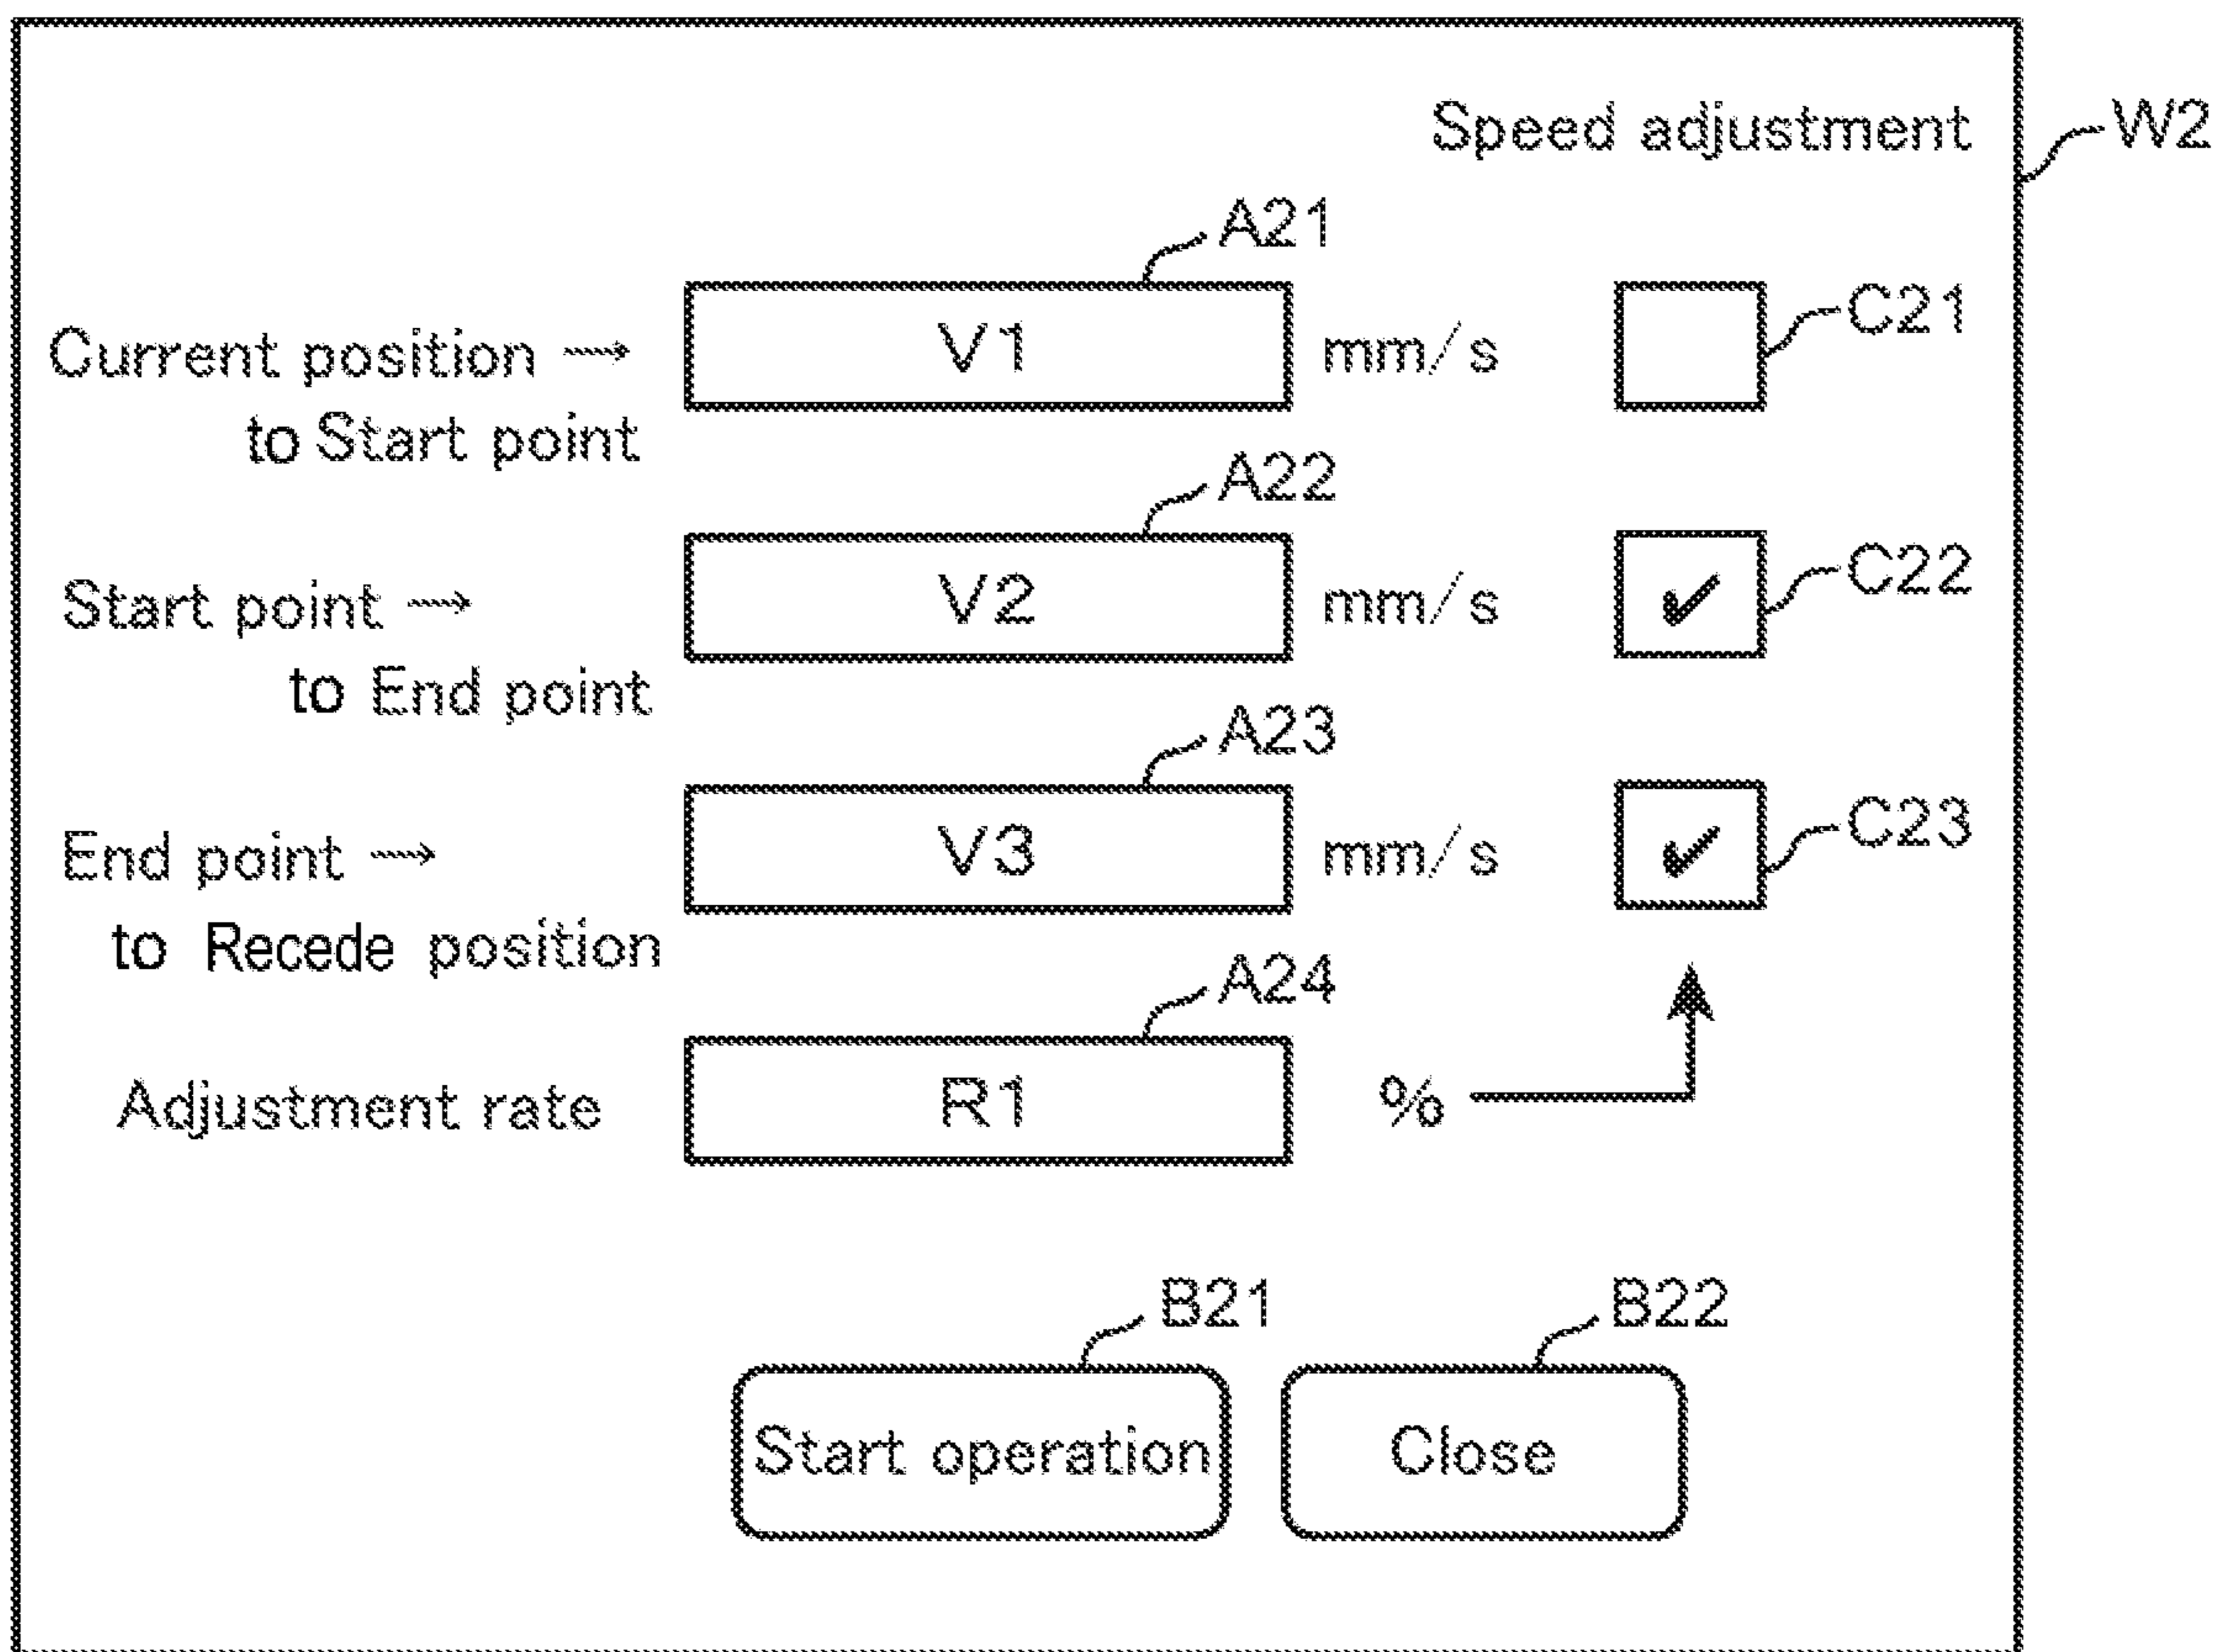 Speed adjustment
W2
A21
Current position → V1 mm/s C21
to Start point
A22
Start point → V2 mm/s ✔ C22
to End point
A23
End point → V3 mm/s ✔ C23
to Recede position
A24
Adjustment rate R1 %
B21 B22
Start operation Close